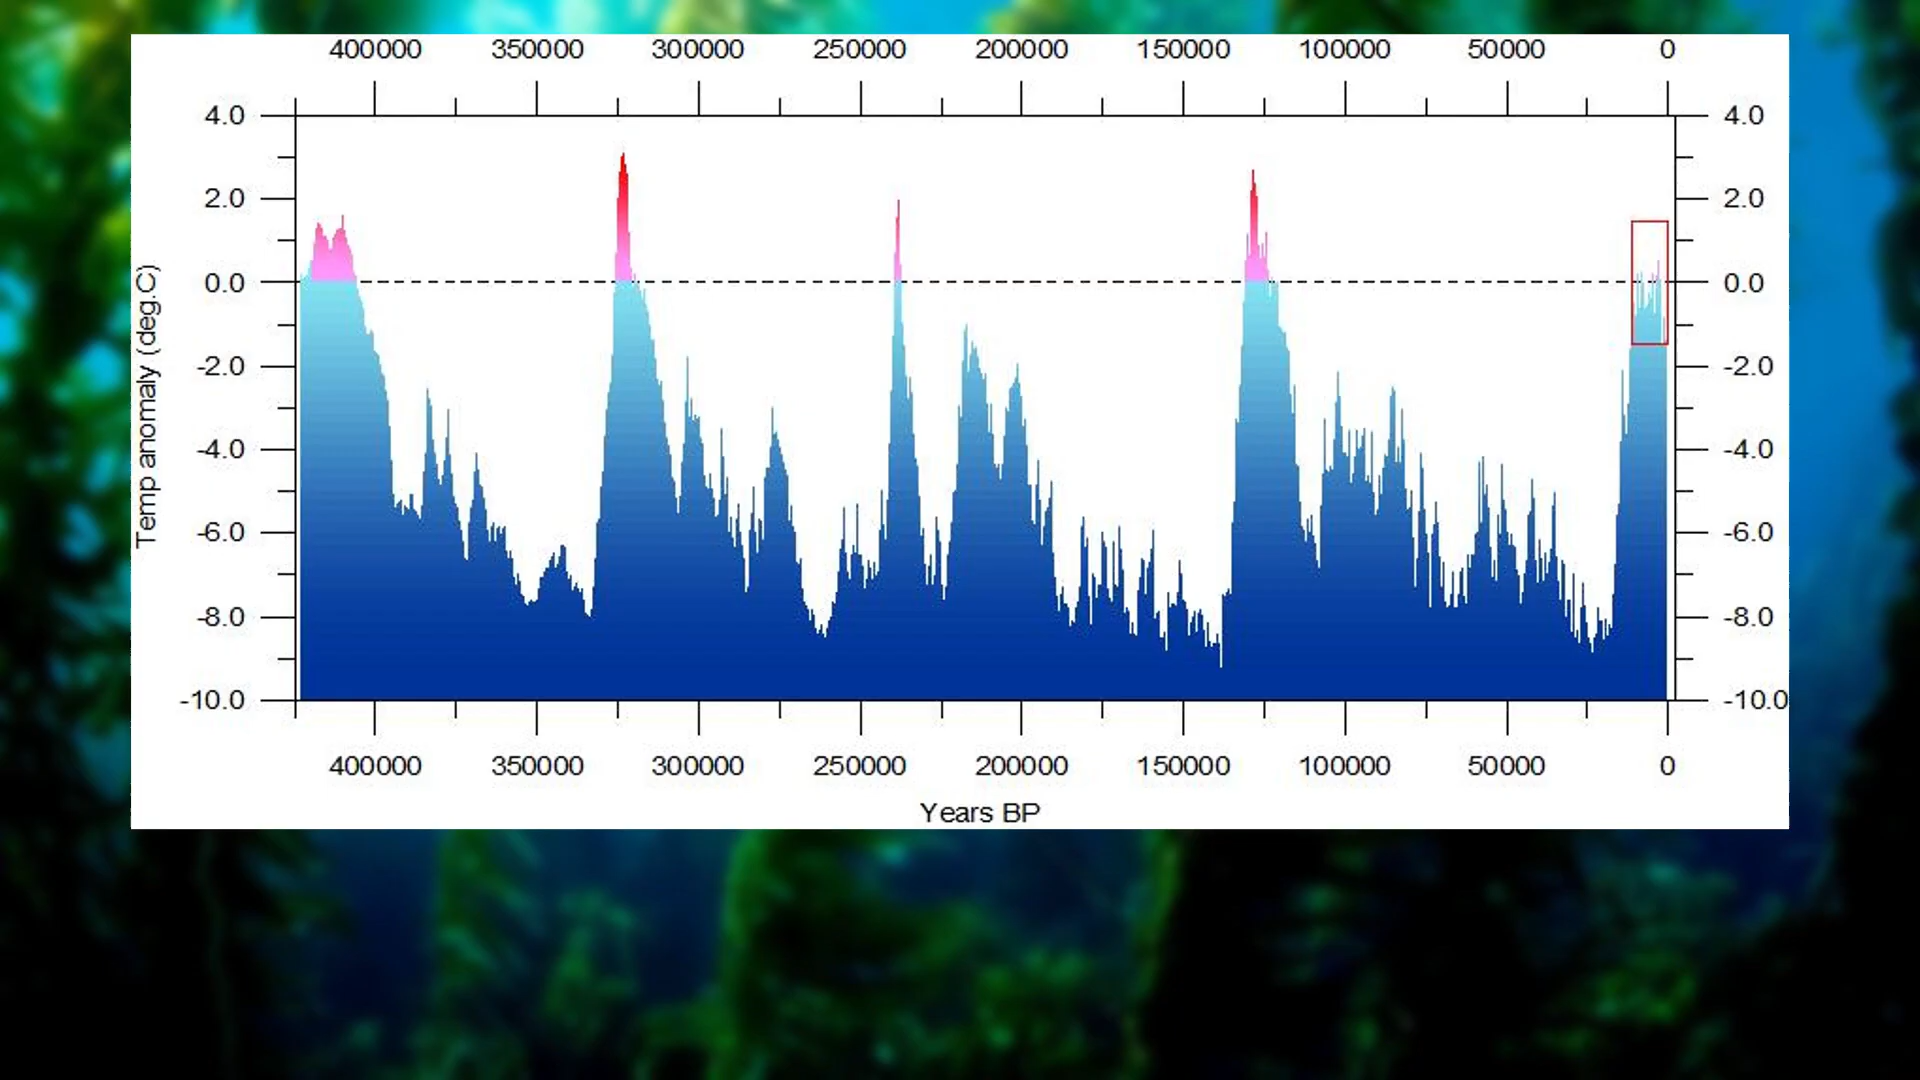 400000 350000 300000 250000 200000 150000 100000 50000 0
4.0 4.0
2.0 2.0
0.0 0.0
-2.0 -2.0
-4.0 -4.0
-6.0 -6.0
-8.0 -8.0
-10.0 -10.0
Temp anomaly (deg.C)
400000 350000 300000 250000 200000 150000 100000 50000 0
Years BP